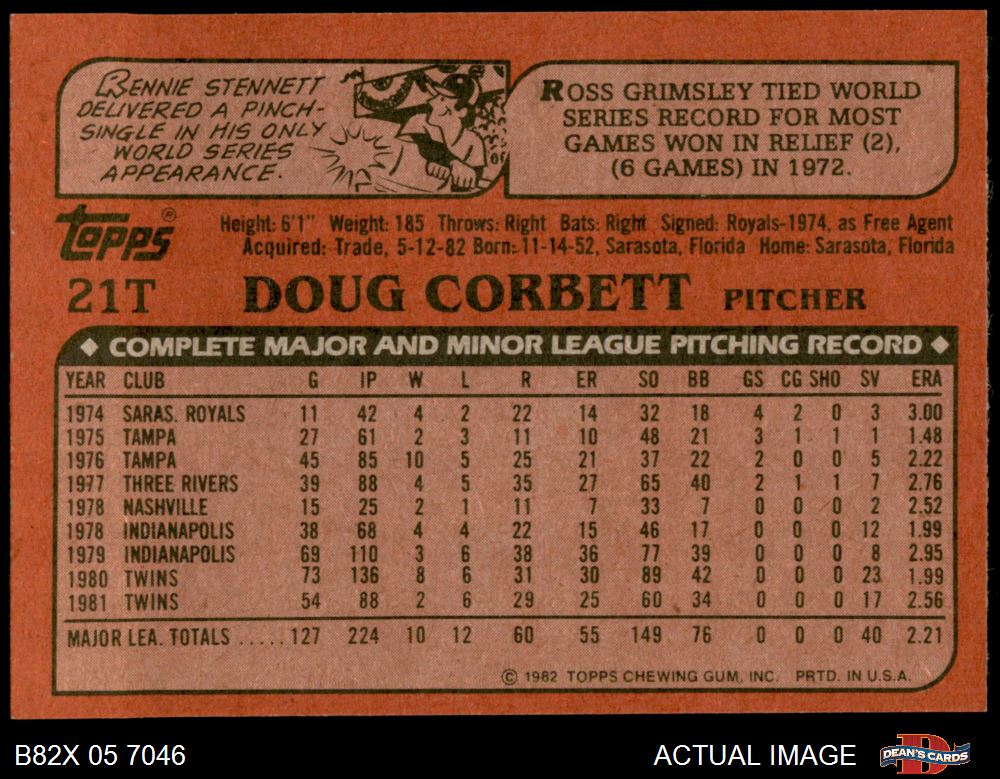 RENNIE STENNETT
DELIVERED A PINCH-
SINGLE IN HIS ONLY
WORLD SERIES
APPEARANCE.
ROSS GRIMSLEY TIED WORLD
SERIES RECORD FOR MOST
GAMES WON IN RELIEF (2),
(6 GAMES) IN 1972.
Topps®
Height: 6'1" Weight: 185 Throws: Right Bats: Right Signed: Royals-1974, as Free Agent
Acquired: Trade, 5-12-82 Born: 11-14-52, Sarasota, Florida Home: Sarasota, Florida
21T DOUG CORBETT PITCHER
◆ COMPLETE MAJOR AND MINOR LEAGUE PITCHING RECORD ◆
YEAR CLUB G IP W L R ER SO BB GS CG SHO SV ERA
1974 SARAS. ROYALS 11 42 4 2 22 14 32 18 4 2 0 3 3.00
1975 TAMPA 27 61 2 3 11 10 48 21 3 1 1 1 1.48
1976 TAMPA 45 85 10 5 25 21 37 22 2 0 0 5 2.22
1977 THREE RIVERS 39 88 4 5 35 27 65 40 2 1 1 7 2.76
1978 NASHVILLE 15 25 2 1 11 7 33 7 0 0 0 2 2.52
1978 INDIANAPOLIS 38 68 4 4 22 15 46 17 0 0 0 12 1.99
1979 INDIANAPOLIS 69 110 3 6 38 36 77 39 0 0 0 8 2.95
1980 TWINS 73 136 8 6 31 30 89 42 0 0 0 23 1.99
1981 TWINS 54 88 2 6 29 25 60 34 0 0 0 17 2.56
MAJOR LEA. TOTALS ..... 127 224 10 12 60 55 149 76 0 0 0 40 2.21
© 1982 TOPPS CHEWING GUM, INC. PRTD. IN U.S.A.
B82X 05 7046 ACTUAL IMAGE DEAN'S CARDS